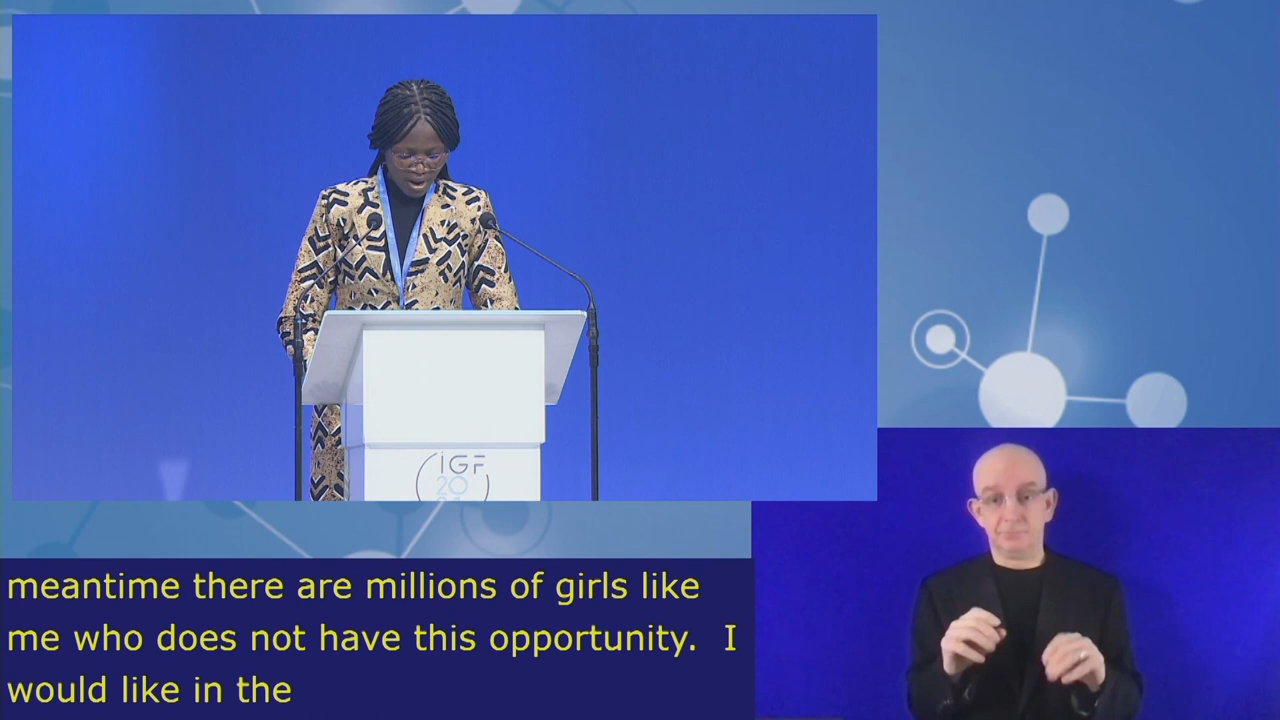 IGF
20
meantime there are millions of girls like
me who does not have this opportunity.  I
would like in the